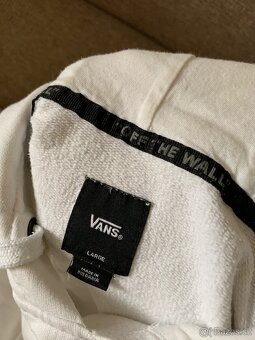 "OFF THE WALL"
VANS®
LARGE
MADE IN